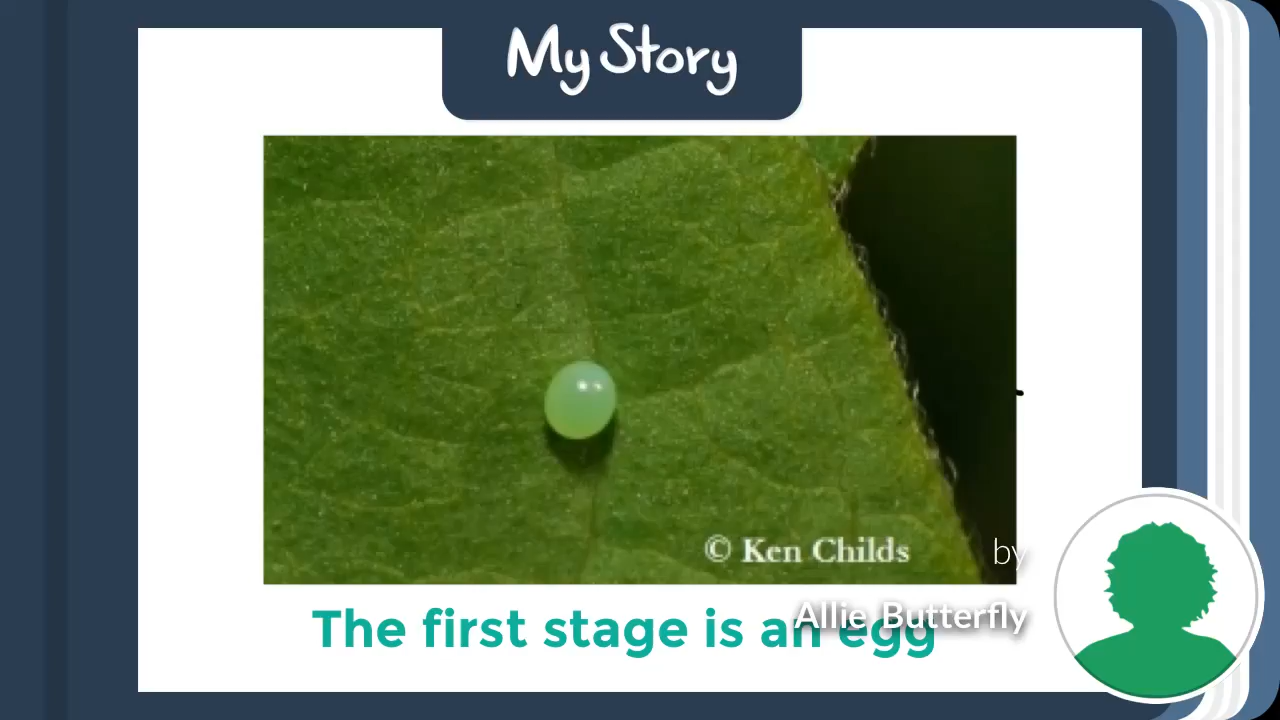 My Story
© Ken Childs
by
Allie Butterfly
The first stage is an egg